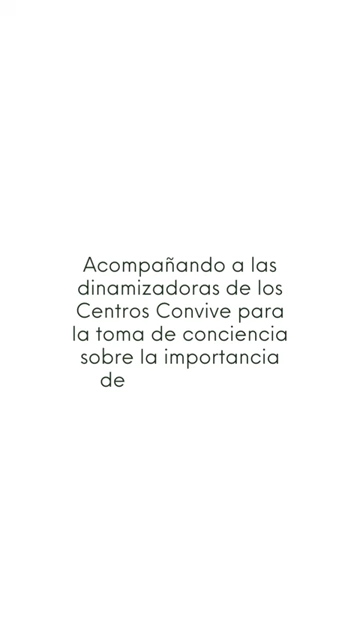 Acompañando a las
dinamizadoras de los
Centros Convive para
la toma de conciencia
sobre la importancia
de